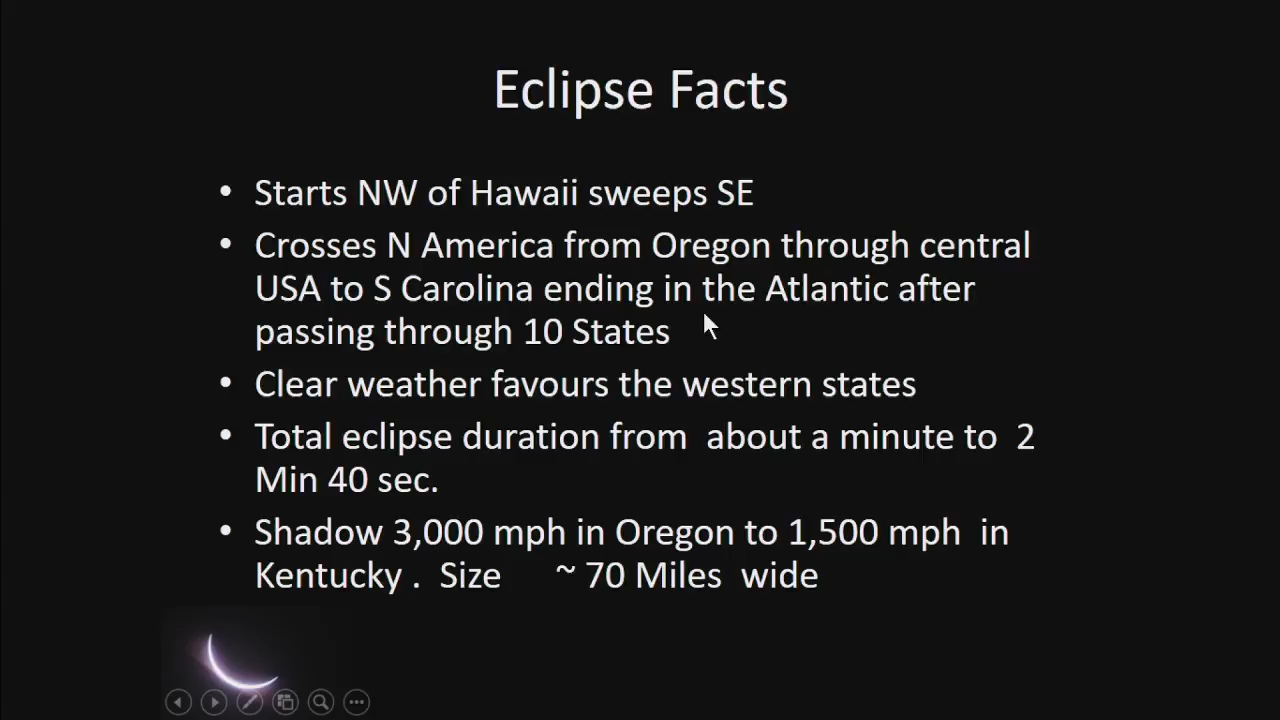 Eclipse Facts
• Starts NW of Hawaii sweeps SE
• Crosses N America from Oregon through central
USA to S Carolina ending in the Atlantic after
passing through 10 States
• Clear weather favours the western states
• Total eclipse duration from  about a minute to  2
Min 40 sec.
• Shadow 3,000 mph in Oregon to 1,500 mph  in
Kentucky .  Size     ~ 70 Miles  wide